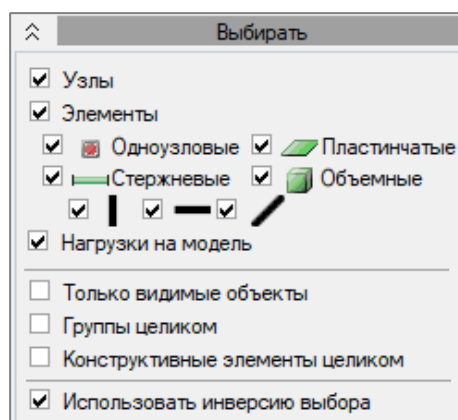 Выбирать
Узлы
Элементы
Одноузловые Пластинчатые
Стержневые Объемные
Нагрузки на модель
Только видимые объекты
Группы целиком
Конструктивные элементы целиком
Использовать инверсию выбора